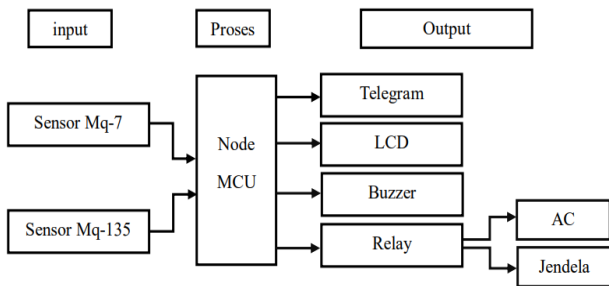 input
Proses
Output
Sensor Mq-7
Sensor Mq-135
Node
MCU
Telegram
LCD
Buzzer
Relay
AC
Jendela